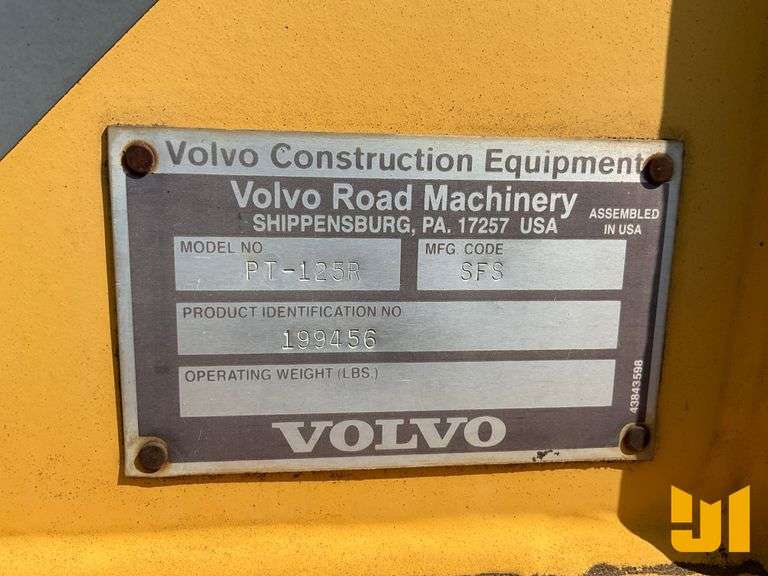 Volvo Construction Equipment
Volvo Road Machinery
SHIPPENSBURG, PA. 17257 USA
ASSEMBLED
IN USA
MODEL NO
PT-125R
MFG. CODE
SFS
PRODUCT IDENTIFICATION NO
199456
OPERATING WEIGHT (LBS.)
43843598
VOLVO